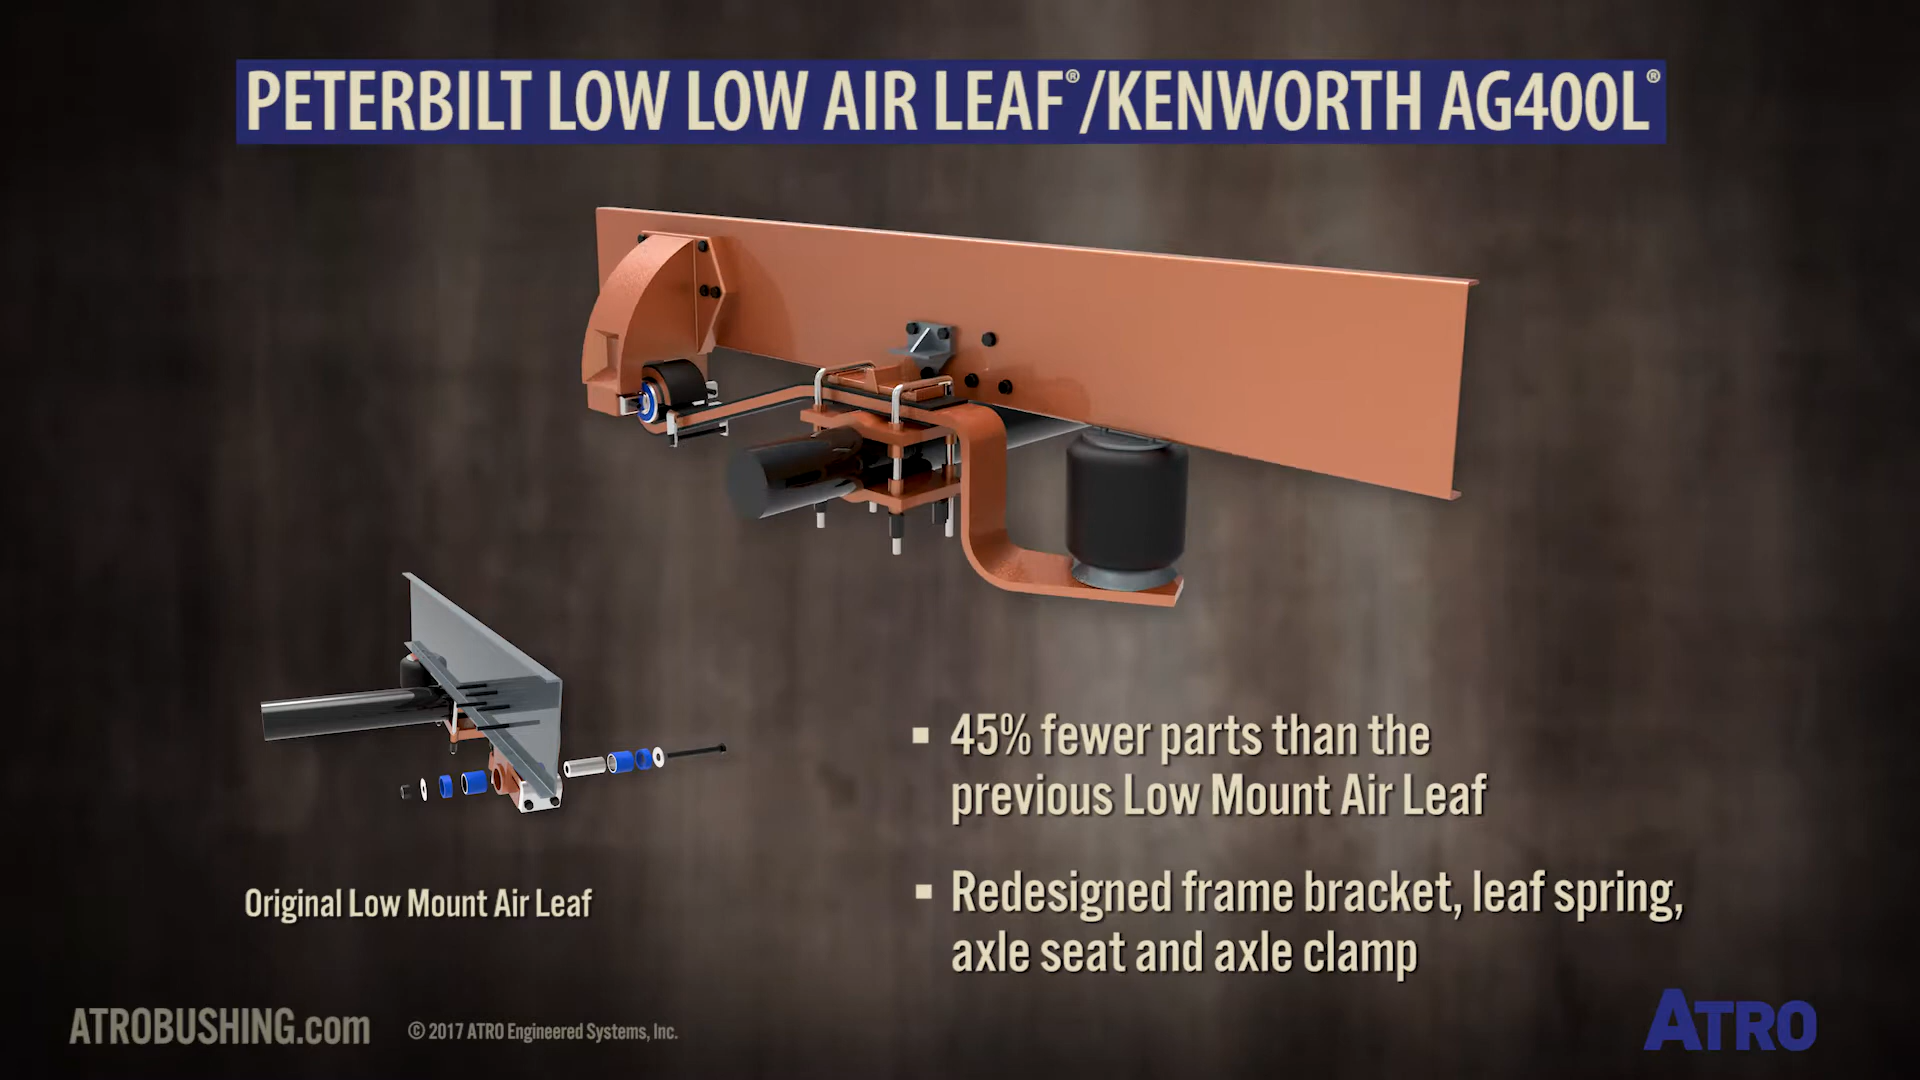 PETERBILT LOW LOW AIR LEAF®/KENWORTH AG400L®
▪ 45% fewer parts than the
previous Low Mount Air Leaf
Original Low Mount Air Leaf
▪ Redesigned frame bracket, leaf spring,
axle seat and axle clamp
ATROBUSHING.com
© 2017 ATRO Engineered Systems, Inc.
ATRO